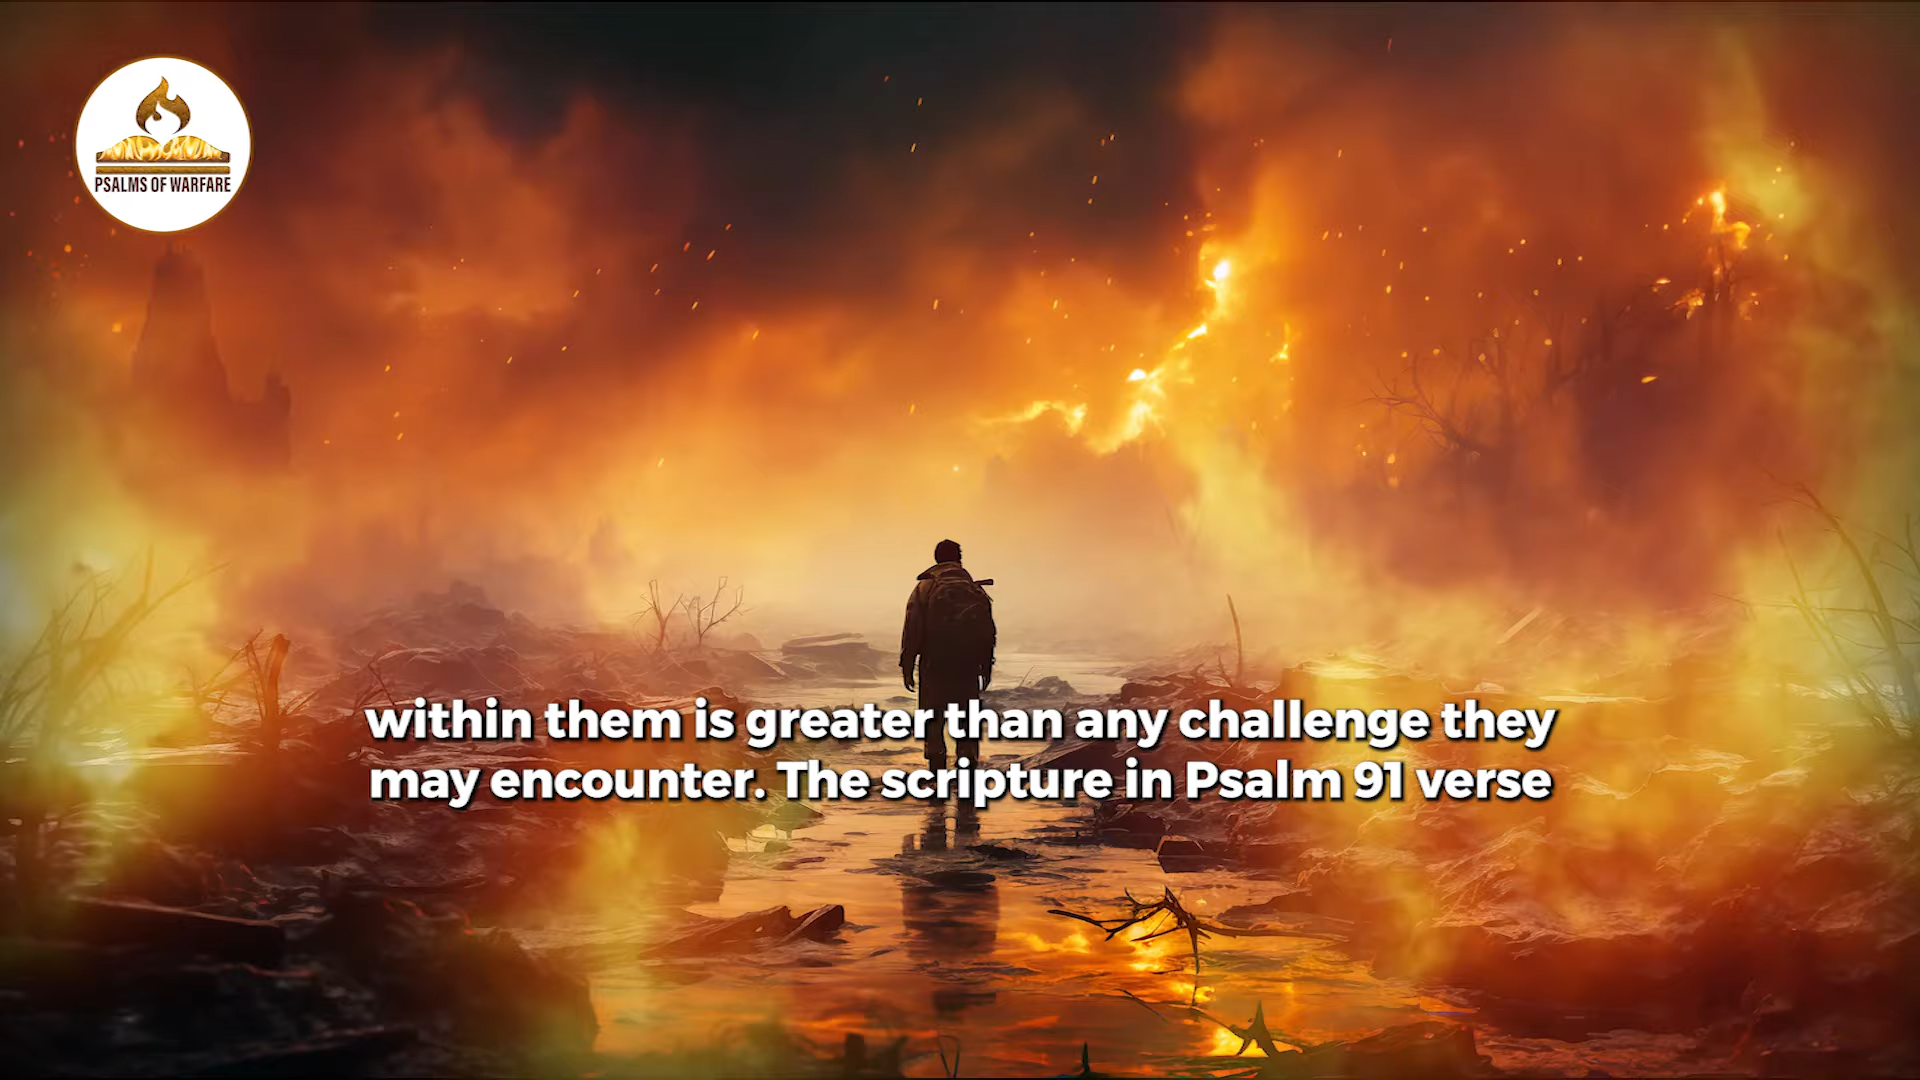 PSALMS OF WARFARE
within them is greater than any challenge they
may encounter. The scripture in Psalm 91 verse